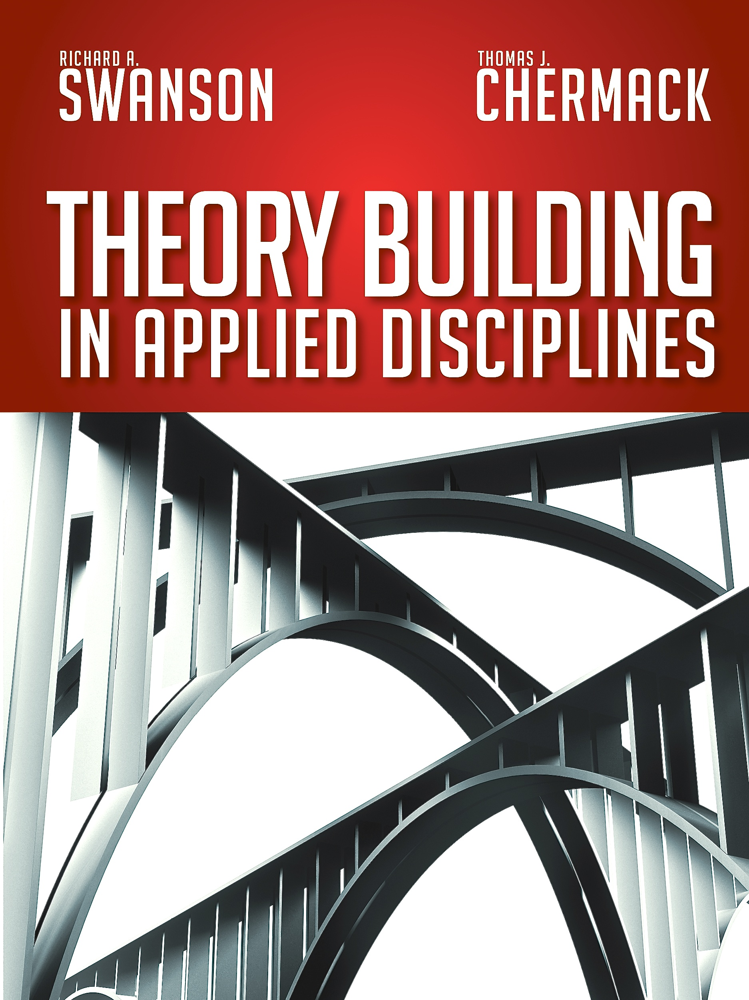 RICHARD A.
SWANSON
THOMAS J.
CHERMACK
THEORY BUILDING
IN APPLIED DISCIPLINES